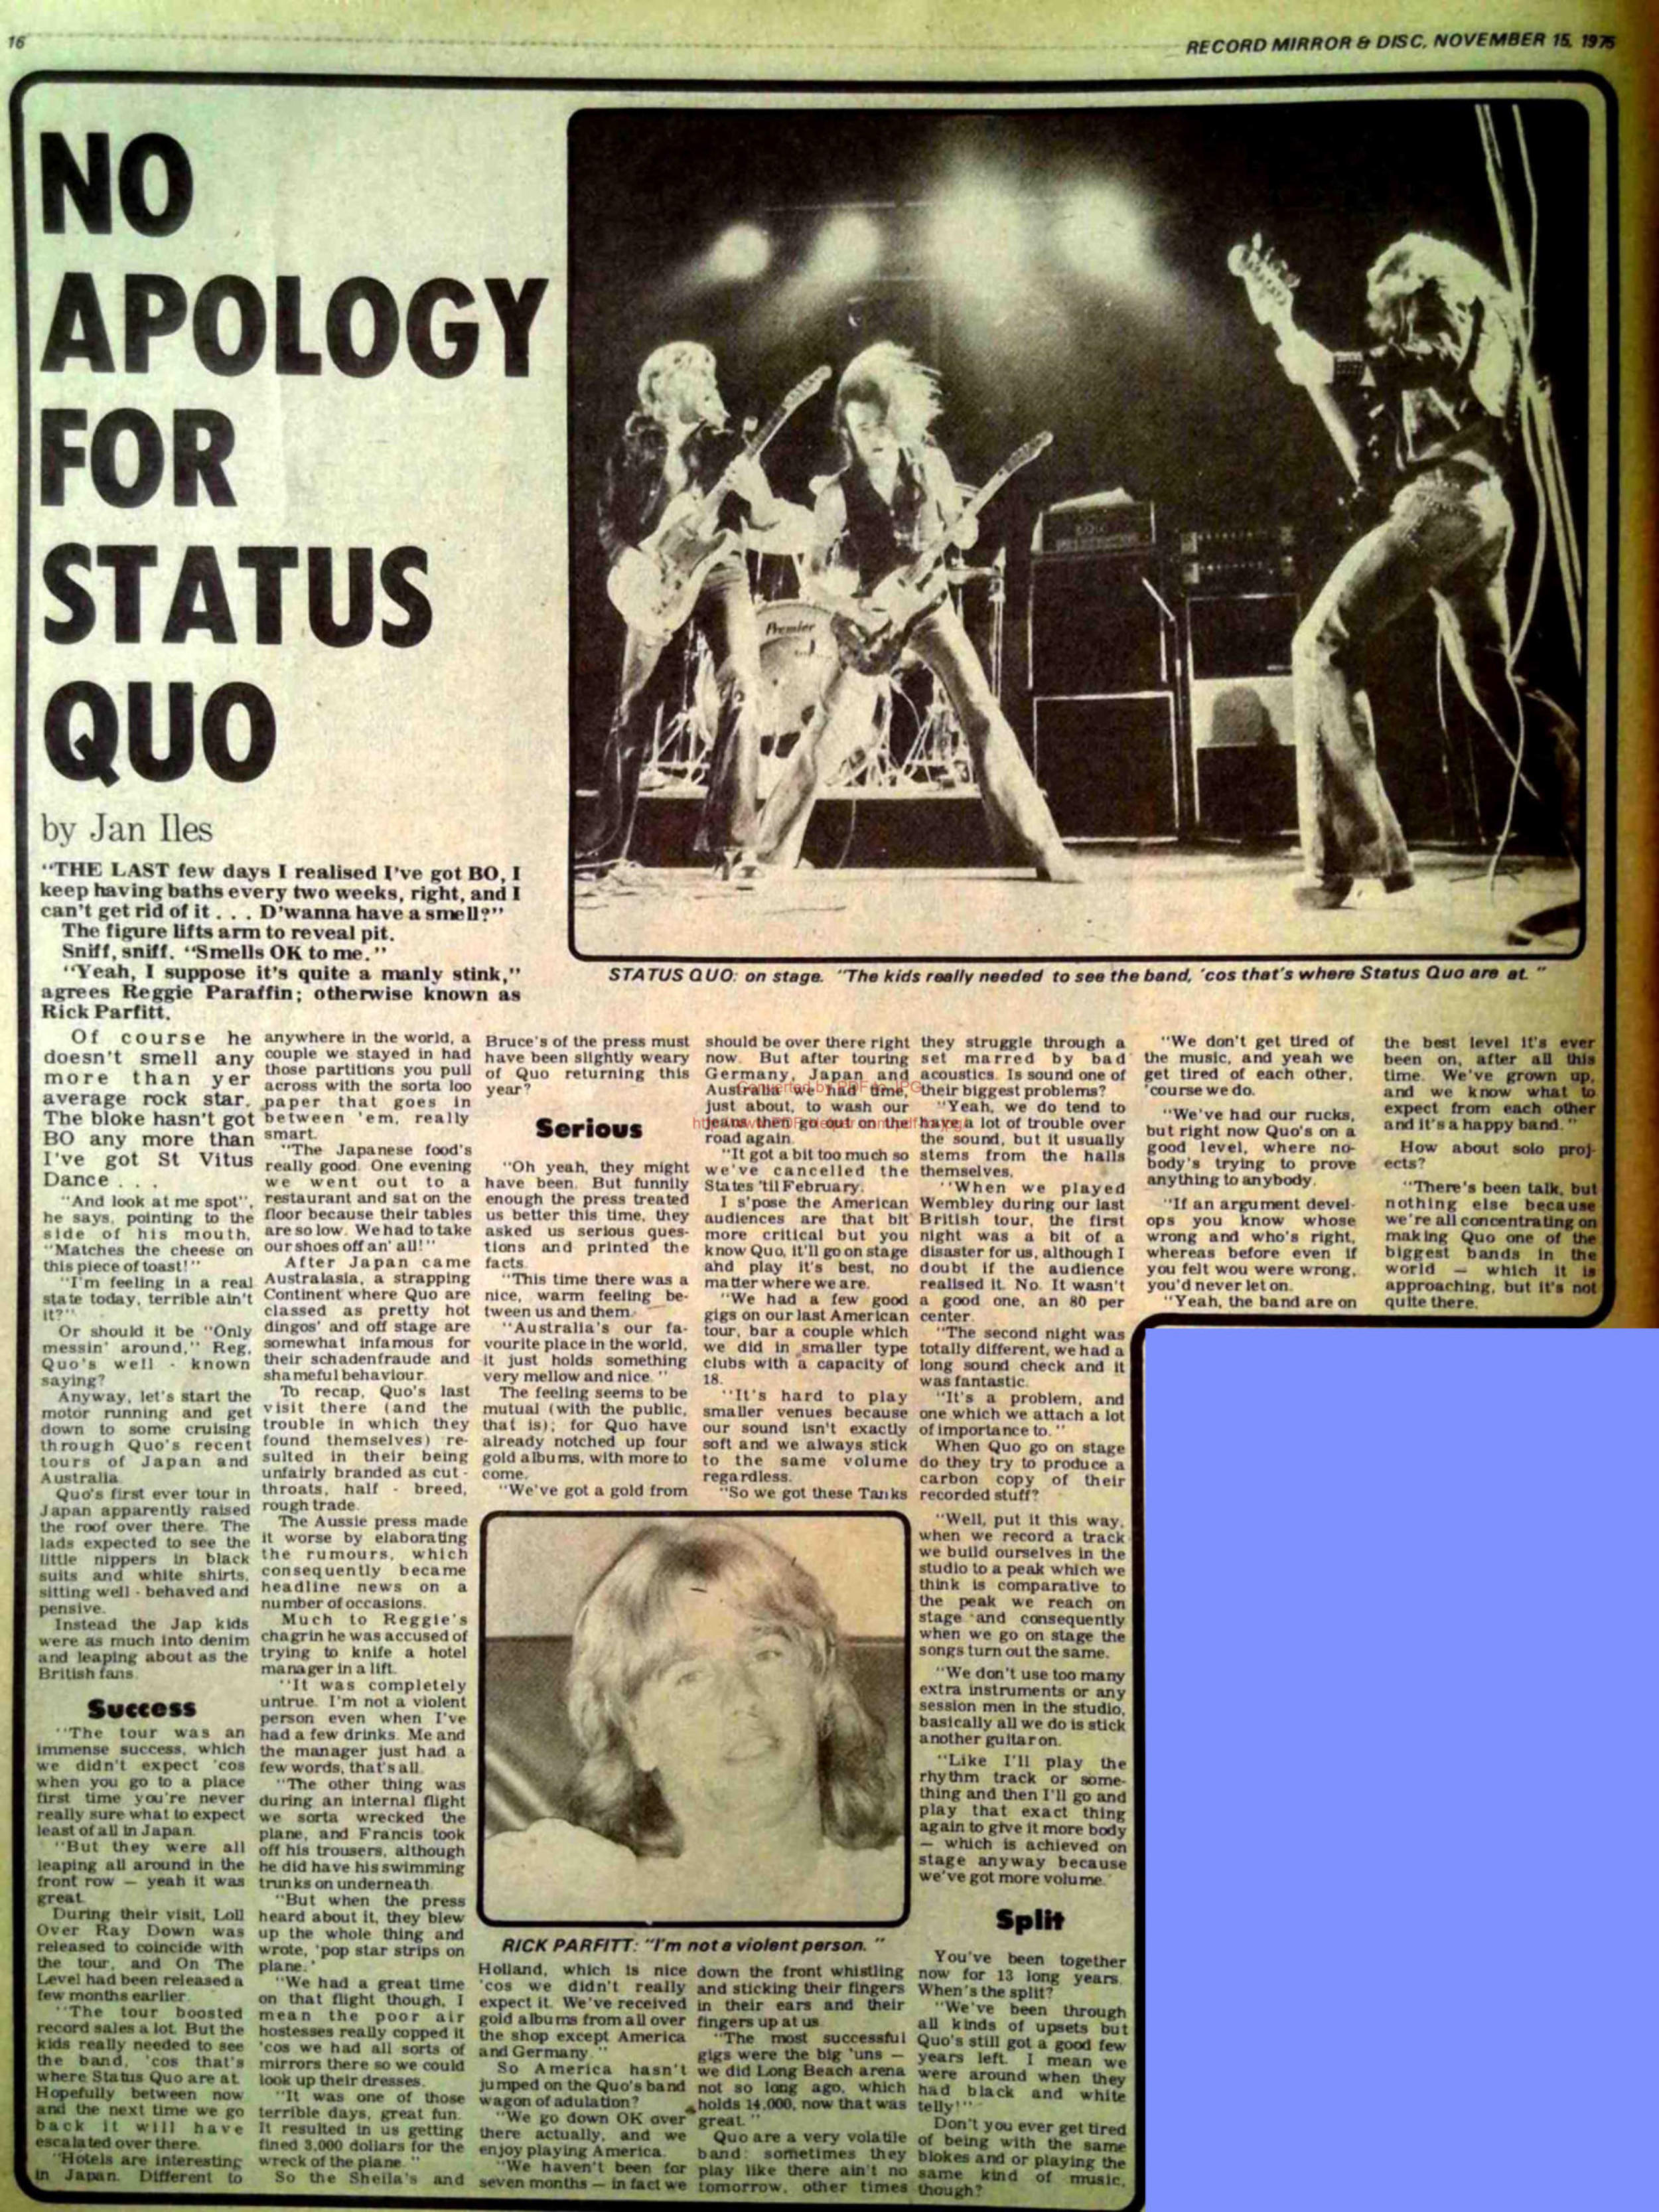 16
RECORD MIRROR & DISC, NOVEMBER 15, 1975
NO
APOLOGY
FOR
STATUS
QUO
by Jan Iles
"THE LAST few days I realised I've got BO, I
keep having baths every two weeks, right, and I
can't get rid of it . . . D'wanna have a smell?"
The figure lifts arm to reveal pit.
Sniff, sniff. "Smells OK to me."
"Yeah, I suppose it's quite a manly stink,"
agrees Reggie Paraffin; otherwise known as
Rick Parfitt.
Premier
STATUS QUO: on stage. "The kids really needed to see the band, 'cos that's where Status Quo are at."
Of course he
doesn't smell any
more than yer
average rock star.
The bloke hasn't got
BO any more than
I've got St Vitus
Dance . . .
"And look at me spot",
he says, pointing to the
side of his mouth,
"Matches the cheese on
this piece of toast!"
"I'm feeling in a real
state today, terrible ain't
it?"
Or should it be "Only
messin' around," Reg,
Quo's well - known
saying?
Anyway, let's start the
motor running and get
down to some cruising
through Quo's recent
tours of Japan and
Australia.
Quo's first ever tour in
Japan apparently raised
the roof over there. The
lads expected to see the
little nippers in black
suits and white shirts,
sitting well - behaved and
pensive.
Instead the Jap kids
were as much into denim
and leaping about as the
British fans.
Success
"The tour was an
immense success, which
we didn't expect 'cos
when you go to a place
first time you're never
really sure what to expect
least of all in Japan.
"But they were all
leaping all around in the
front row — yeah it was
great.
During their visit, Loll
Over Ray Down was
released to coincide with
the tour, and On The
Level had been released a
few months earlier.
"The tour boosted
record sales a lot. But the
kids really needed to see
the band, 'cos that's
where Status Quo are at.
Hopefully between now
and the next time we go
back it will have
escalated over there.
"Hotels are interesting
in Japan. Different to
anywhere in the world, a
couple we stayed in had
those partitions you pull
across with the sorta loo
paper that goes in
between 'em, really
smart.
"The Japanese food's
really good. One evening
we went out to a
restaurant and sat on the
floor because their tables
are so low. We had to take
our shoes off an' all!"
After Japan came
Australasia, a strapping
Continent where Quo are
classed as pretty hot
dingos' and off stage are
somewhat infamous for
their schadenfraude and
shameful behaviour.
To recap, Quo's last
visit there (and the
trouble in which they
found themselves) re-
sulted in their being
unfairly branded as cut -
throats, half - breed,
rough trade.
The Aussie press made
it worse by elaborating
the rumours, which
consequently became
headline news on a
number of occasions.
Much to Reggie's
chagrin he was accused of
trying to knife a hotel
manager in a lift.
"It was completely
untrue. I'm not a violent
person even when I've
had a few drinks. Me and
the manager just had a
few words, that's all.
"The other thing was
during an internal flight
we sorta wrecked the
plane, and Francis took
off his trousers, although
he did have his swimming
trunks on underneath.
"But when the press
heard about it, they blew
up the whole thing and
wrote, 'pop star strips on
plane.'
"We had a great time
on that flight though, I
mean the poor air
hostesses really copped it
'cos we had all sorts of
mirrors there so we could
look up their dresses.
"It was one of those
terrible days, great fun.
It resulted in us getting
fined 3,000 dollars for the
wreck of the plane."
So the Sheila's and
Bruce's of the press must
have been slightly weary
of Quo returning this
year?
Serious
"Oh yeah, they might
have been. But funnily
enough the press treated
us better this time, they
asked us serious ques-
tions and printed the
facts.
"This time there was a
nice, warm feeling be-
tween us and them.
"Australia's our fa-
vourite place in the world,
it just holds something
very mellow and nice."
The feeling seems to be
mutual (with the public,
that is); for Quo have
already notched up four
gold albums, with more to
come.
"We've got a gold from
RICK PARFITT: "I'm not a violent person."
Holland, which is nice
'cos we didn't really
expect it. We've received
gold albums from all over
the shop except America
and Germany."
So America hasn't
jumped on the Quo's band
wagon of adulation?
"We go down OK over
there actually, and we
enjoy playing America.
"We haven't been for
seven months — in fact we
should be over there right
now. But after touring
Germany, Japan and
Australia we had time,
just about, to wash our
jeans then go out on the
road again.
"It got a bit too much so
we've cancelled the
States 'til February.
I s'pose the American
audiences are that bit
more critical but you
know Quo, it'll go on stage
and play it's best, no
matter where we are.
"We had a few good
gigs on our last American
tour, bar a couple which
we did in smaller type
clubs with a capacity of
18.
"It's hard to play
smaller venues because
our sound isn't exactly
soft and we always stick
to the same volume
regardless.
"So we got these Tanks
down the front whistling
and sticking their fingers
in their ears and their
fingers up at us.
"The most successful
gigs were the big 'uns —
we did Long Beach arena
not so long ago, which
holds 14,000, now that was
great."
Quo are a very volatile
band: sometimes they
play like there ain't no
tomorrow, other times
they struggle through a
set marred by bad
acoustics. Is sound one of
their biggest problems?
"Yeah, we do tend to
have a lot of trouble over
the sound, but it usually
stems from the halls
themselves.
"When we played
Wembley during our last
British tour, the first
night was a bit of a
disaster for us, although I
doubt if the audience
realised it. No. It wasn't
a good one, an 80 per
center.
"The second night was
totally different, we had a
long sound check and it
was fantastic.
"It's a problem, and
one which we attach a lot
of importance to."
When Quo go on stage
do they try to produce a
carbon copy of their
recorded stuff?
"Well, put it this way,
when we record a track
we build ourselves in the
studio to a peak which we
think is comparative to
the peak we reach on
stage and consequently
when we go on stage the
songs turn out the same.
"We don't use too many
extra instruments or any
session men in the studio,
basically all we do is stick
another guitar on.
"Like I'll play the
rhythm track or some-
thing and then I'll go and
play that exact thing
again to give it more body
— which is achieved on
stage anyway because
we've got more volume.
Split
You've been together
now for 13 long years.
When's the split?
"We've been through
all kinds of upsets but
Quo's still got a good few
years left. I mean we
were around when they
had black and white
telly!"
Don't you ever get tired
of being with the same
blokes and or playing the
same kind of music,
though?
"We don't get tired of
the music, and yeah we
get tired of each other,
'course we do.
"We've had our rucks,
but right now Quo's on a
good level, where no-
body's trying to prove
anything to anybody.
"If an argument devel-
ops you know whose
wrong and who's right,
whereas before even if
you felt wou were wrong,
you'd never let on.
"Yeah, the band are on
the best level it's ever
been on, after all this
time. We've grown up,
and we know what to
expect from each other
and it's a happy band."
How about solo proj-
ects?
"There's been talk, but
nothing else because
we're all concentrating on
making Quo one of the
biggest bands in the
world — which it is
approaching, but it's not
quite there.
Converted by PDF to JPG